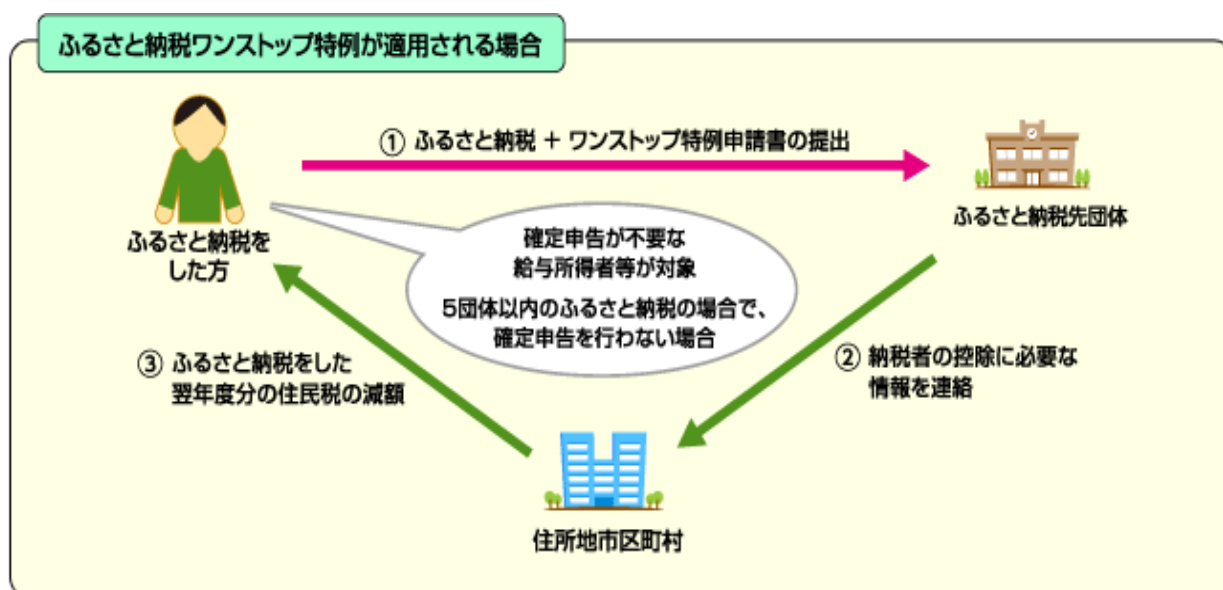 ふるさと納税ワンストップ特例が適用される場合
① ふるさと納税 + ワンストップ特例申請書の提出
ふるさと納税を
した方
ふるさと納税先団体
確定申告が不要な
給与所得者等が対象
5団体以内のふるさと納税の場合で、
確定申告を行わない場合
② 納税者の控除に必要な
情報を連絡
③ ふるさと納税をした
翌年度分の住民税の減額
住所地市区町村